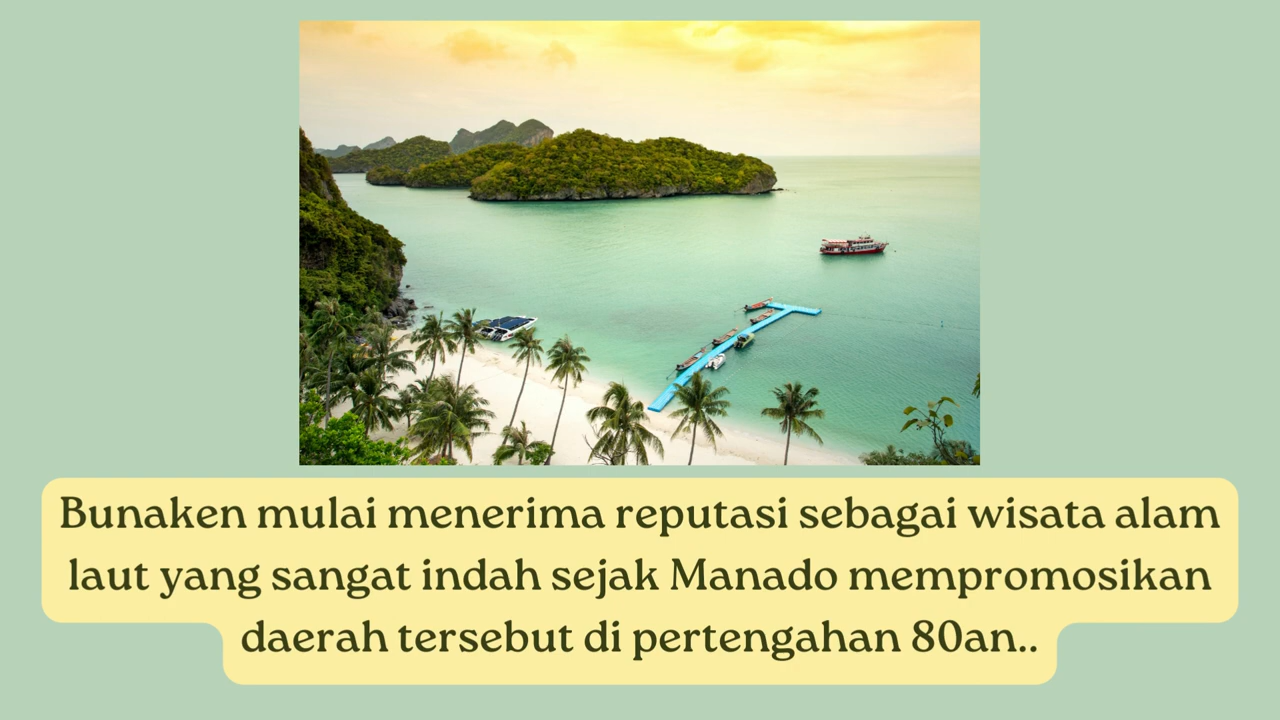 Bunaken mulai menerima reputasi sebagai wisata alam
laut yang sangat indah sejak Manado mempromosikan
daerah tersebut di pertengahan 80an..